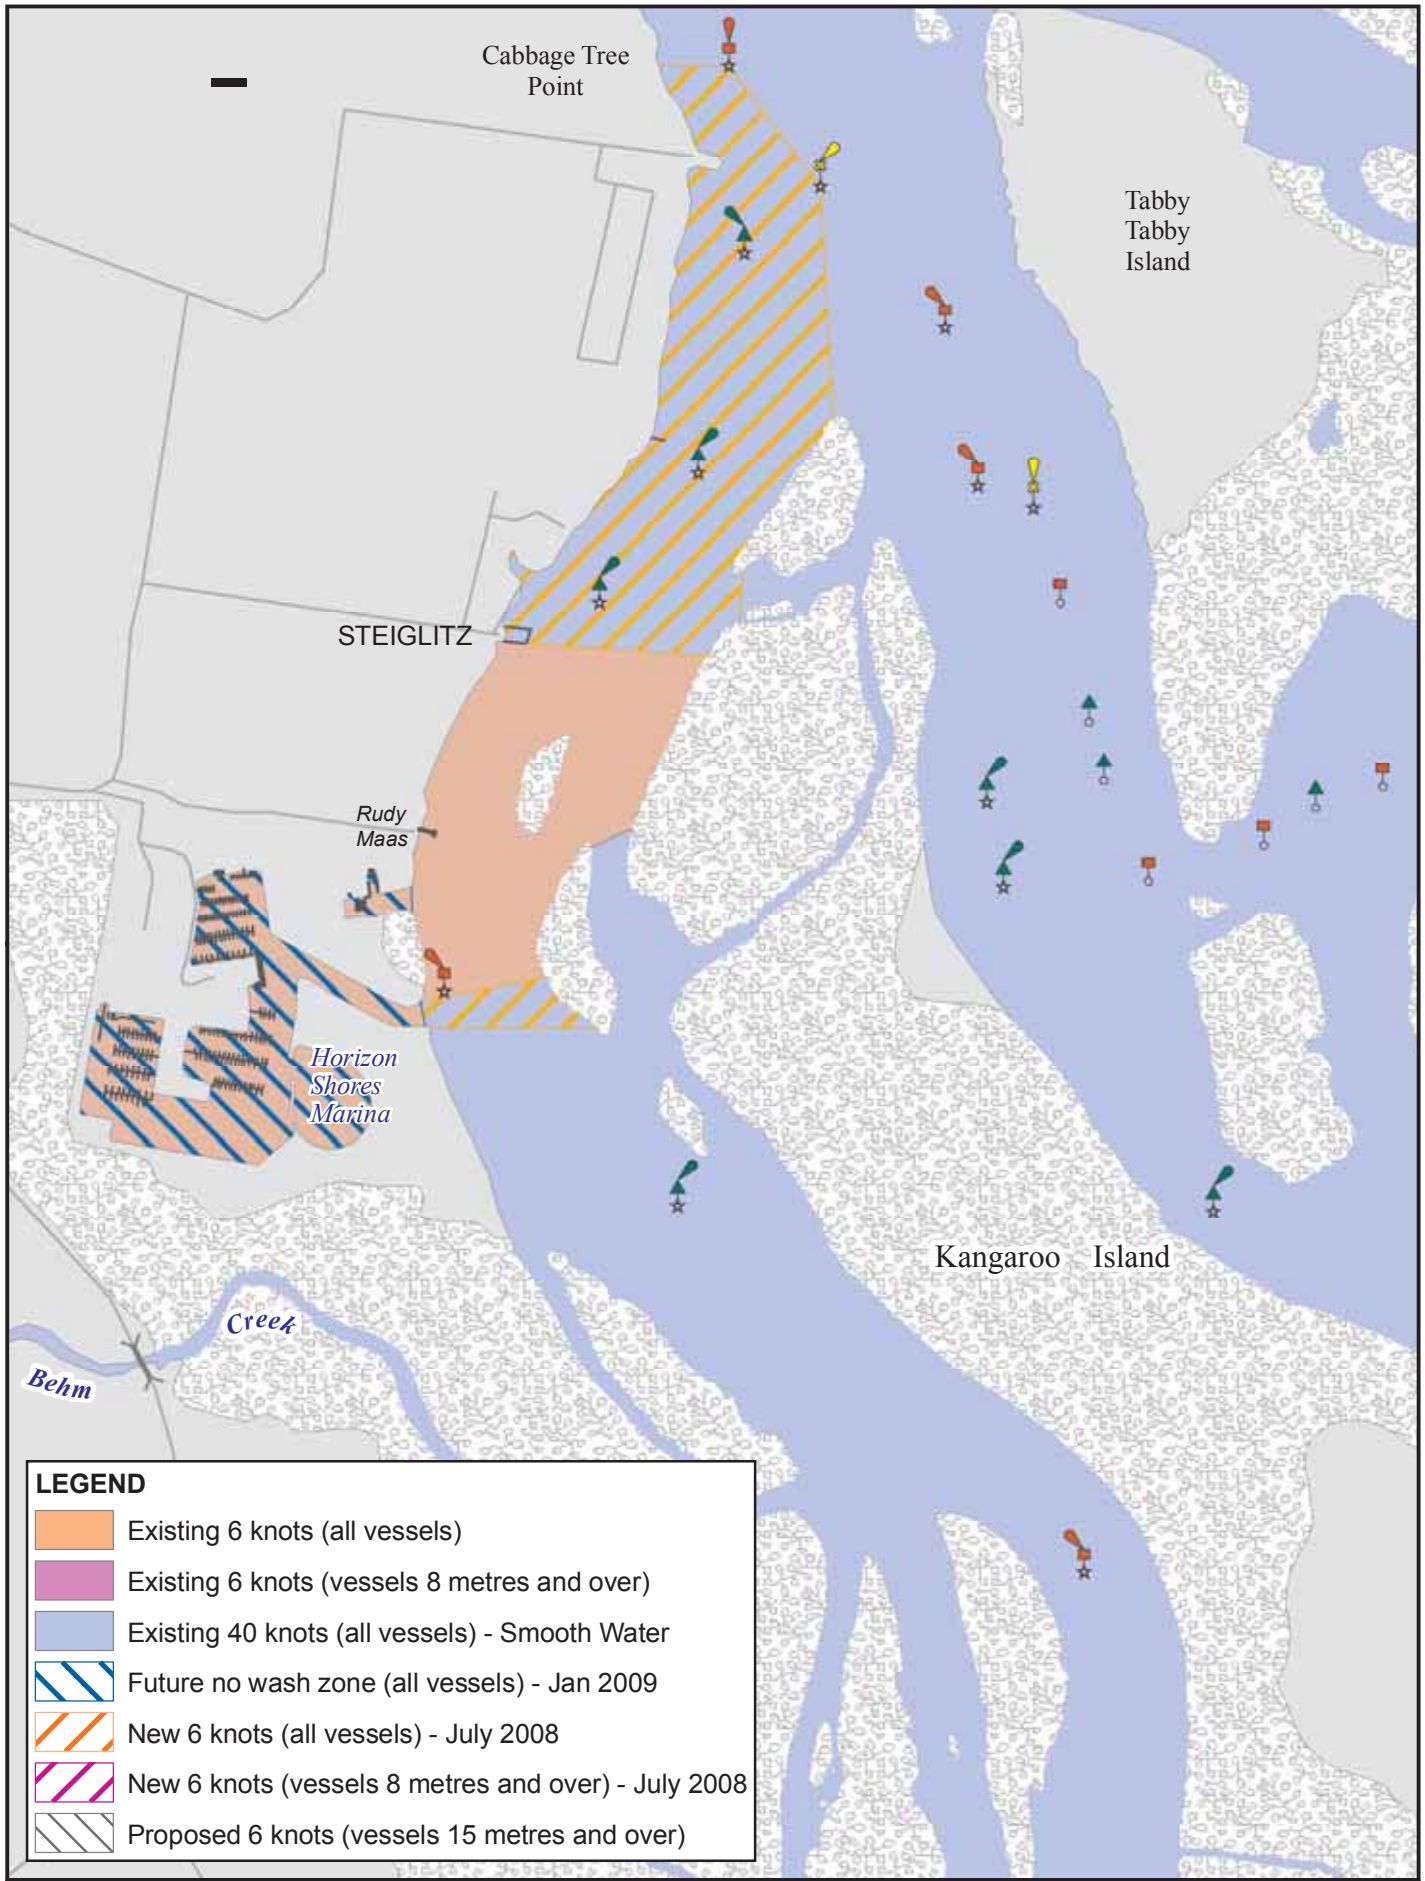 Cabbage Tree
Point
Tabby
Tabby
Island
STEIGLITZ
Rudy
Maas
Horizon
Shores
Marina
Kangaroo Island
Creek
Behm
LEGEND
Existing 6 knots (all vessels)
Existing 6 knots (vessels 8 metres and over)
Existing 40 knots (all vessels) - Smooth Water
Future no wash zone (all vessels) - Jan 2009
New 6 knots (all vessels) - July 2008
New 6 knots (vessels 8 metres and over) - July 2008
Proposed 6 knots (vessels 15 metres and over)